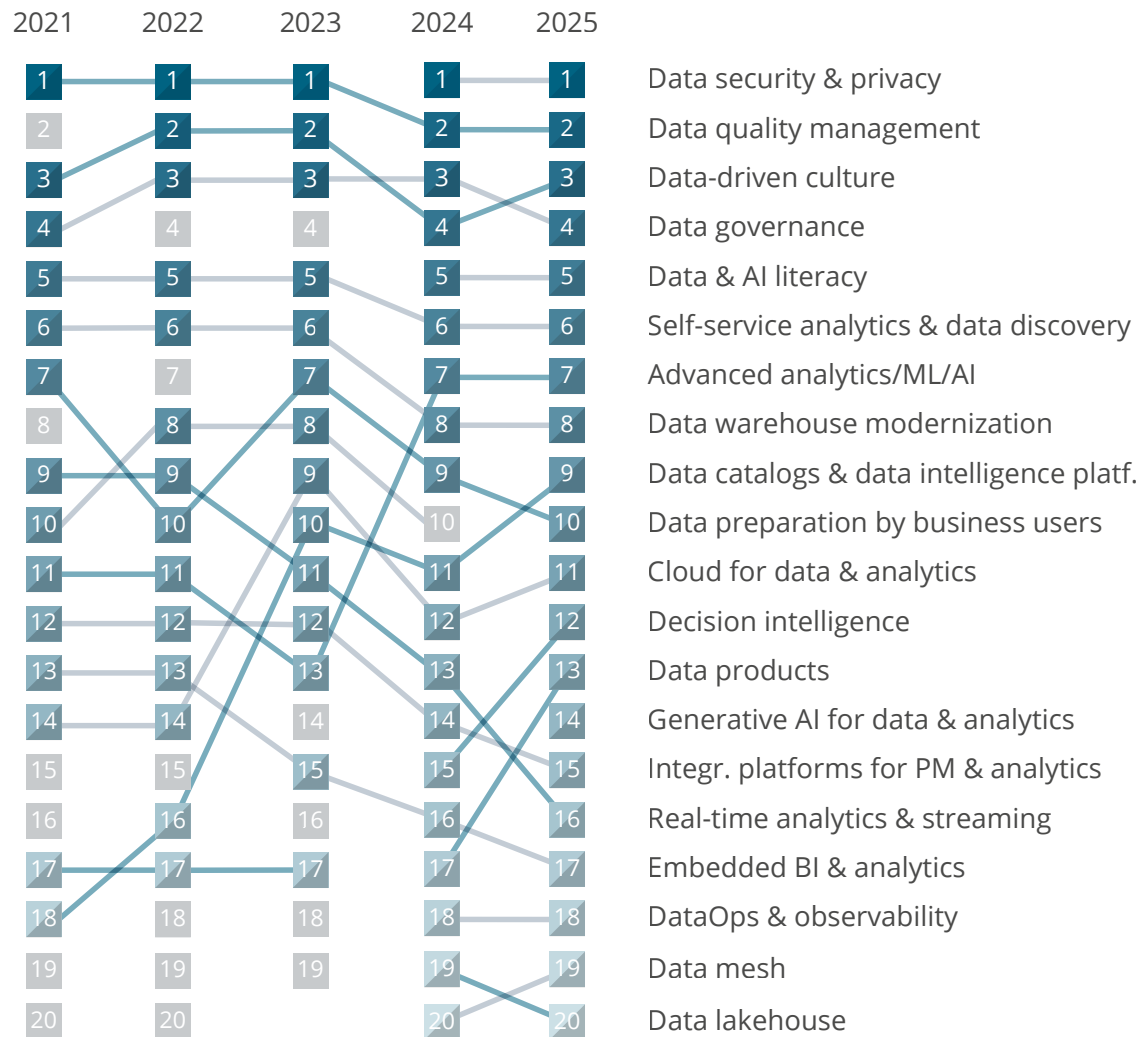 2021 2022 2023 2024 2025
1 1 1 1 1 Data security & privacy
2 2 2 2 2 Data quality management
3 3 3 3 3 Data-driven culture
4 4 4 4 4 Data governance
5 5 5 5 5 Data & AI literacy
6 6 6 6 6 Self-service analytics & data discovery
7 7 7 7 7 Advanced analytics/ML/AI
8 8 8 8 8 Data warehouse modernization
9 9 9 9 9 Data catalogs & data intelligence platf.
10 10 10 10 10 Data preparation by business users
11 11 11 11 11 Cloud for data & analytics
12 12 12 12 12 Decision intelligence
13 13 13 13 13 Data products
14 14 14 14 14 Generative AI for data & analytics
15 15 15 15 15 Integr. platforms for PM & analytics
16 16 16 16 16 Real-time analytics & streaming
17 17 17 17 17 Embedded BI & analytics
18 18 18 18 18 DataOps & observability
19 19 19 19 19 Data mesh
20 20 20 20 Data lakehouse